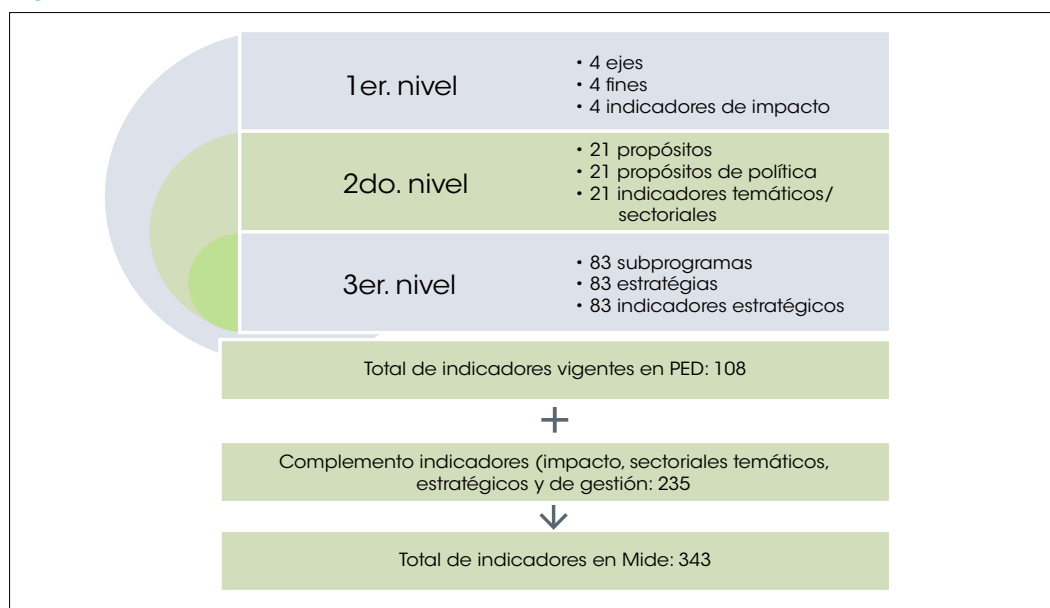 1er. nivel
• 4 ejes
• 4 fines
• 4 indicadores de impacto
2do. nivel
• 21 propósitos
• 21 propósitos de política
• 21 indicadores temáticos/
sectoriales
3er. nivel
• 83 subprogramas
• 83 estratégias
• 83 indicadores estratégicos
Total de indicadores vigentes en PED: 108
+
Complemento indicadores (impacto, sectoriales temáticos,
estratégicos y de gestión: 235
Total de indicadores en Mide: 343